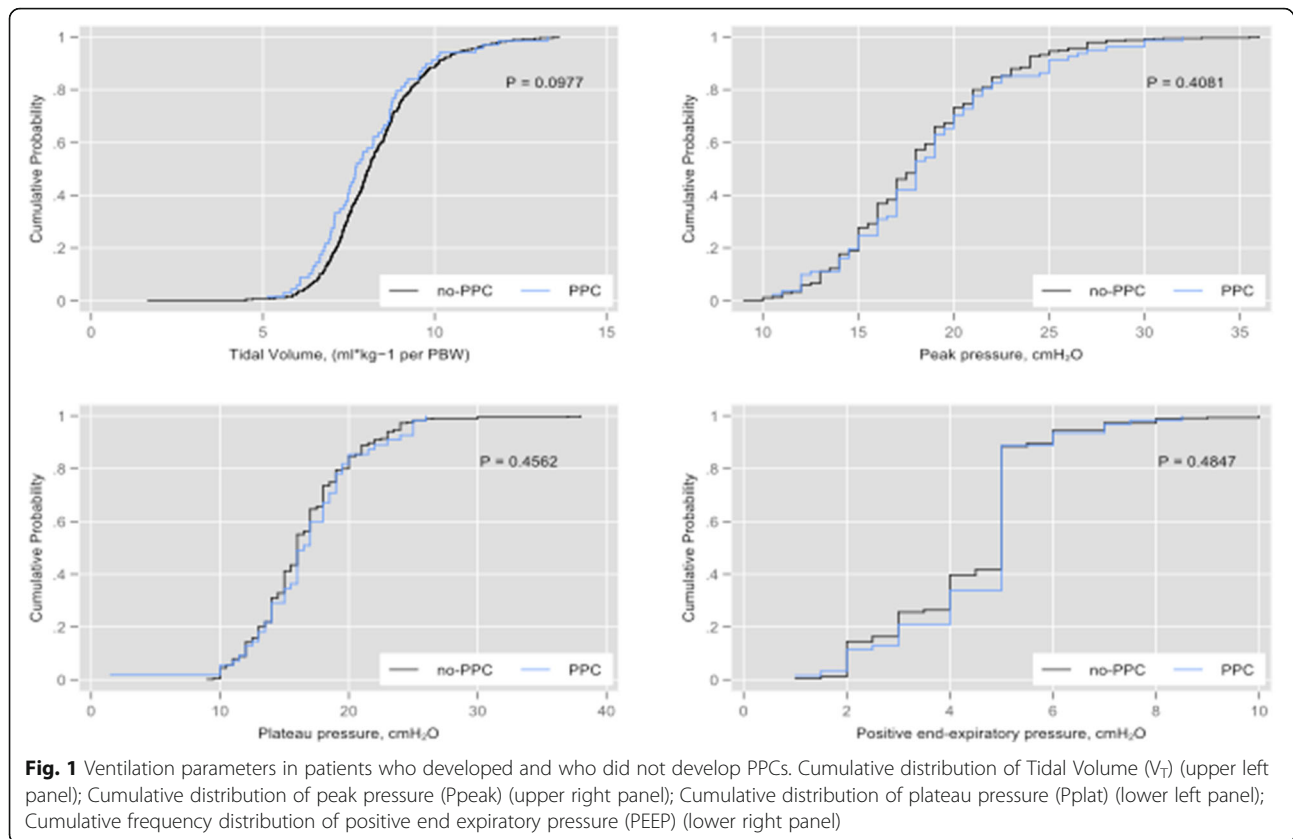 1
.8
.6
.4
.2
0
Cumulative Probability
P = 0.0977
no-PPC PPC
0 5 10 15
Tidal Volume, (ml*kg−1 per PBW)
1
.8
.6
.4
.2
0
Cumulative Probability
P = 0.4081
no-PPC PPC
10 15 20 25 30 35
Peak pressure, cmH₂O
1
.8
.6
.4
.2
0
Cumulative Probability
P = 0.4562
no-PPC PPC
0 10 20 30 40
Plateau pressure, cmH₂O
1
.8
.6
.4
.2
0
Cumulative Probability
P = 0.4847
no-PPC PPC
0 2 4 6 8 10
Positive end-expiratory pressure, cmH₂O
Fig. 1 Ventilation parameters in patients who developed and who did not develop PPCs. Cumulative distribution of Tidal Volume (V_T) (upper left
panel); Cumulative distribution of peak pressure (Ppeak) (upper right panel); Cumulative distribution of plateau pressure (Pplat) (lower left panel);
Cumulative frequency distribution of positive end expiratory pressure (PEEP) (lower right panel)